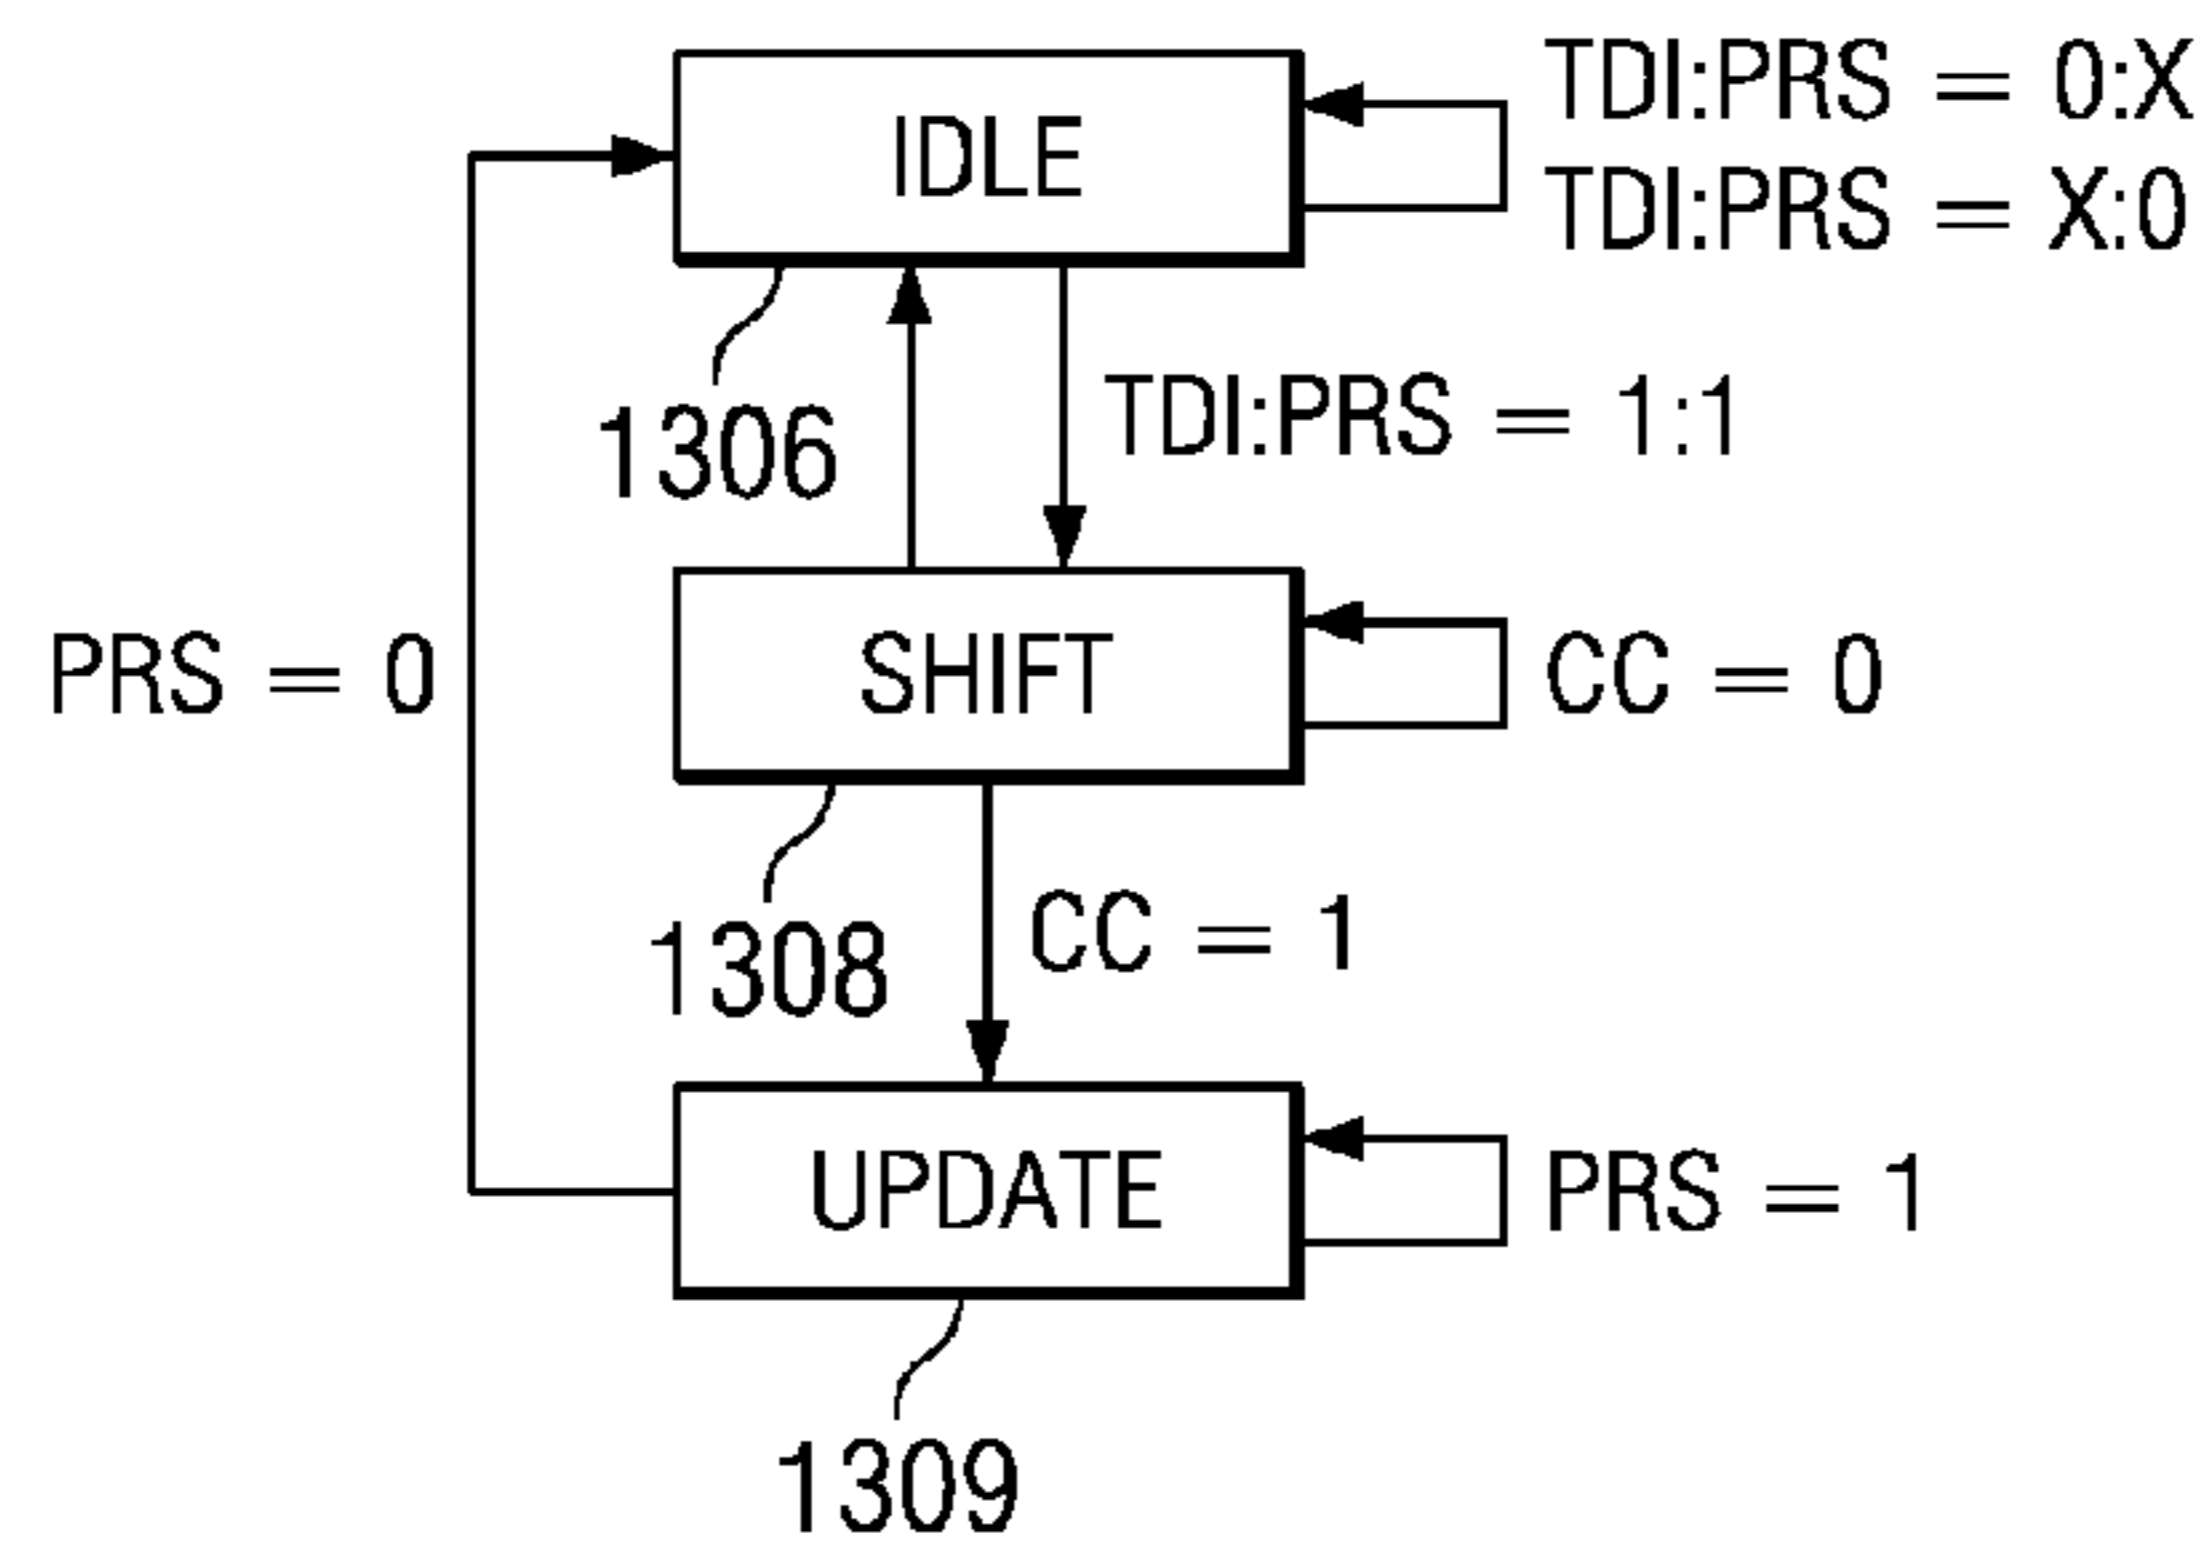 IDLE
TDI:PRS = 0:X
TDI:PRS = X:0
1306
TDI:PRS = 1:1
PRS = 0
SHIFT
CC = 0
1308
CC = 1
UPDATE
PRS = 1
1309